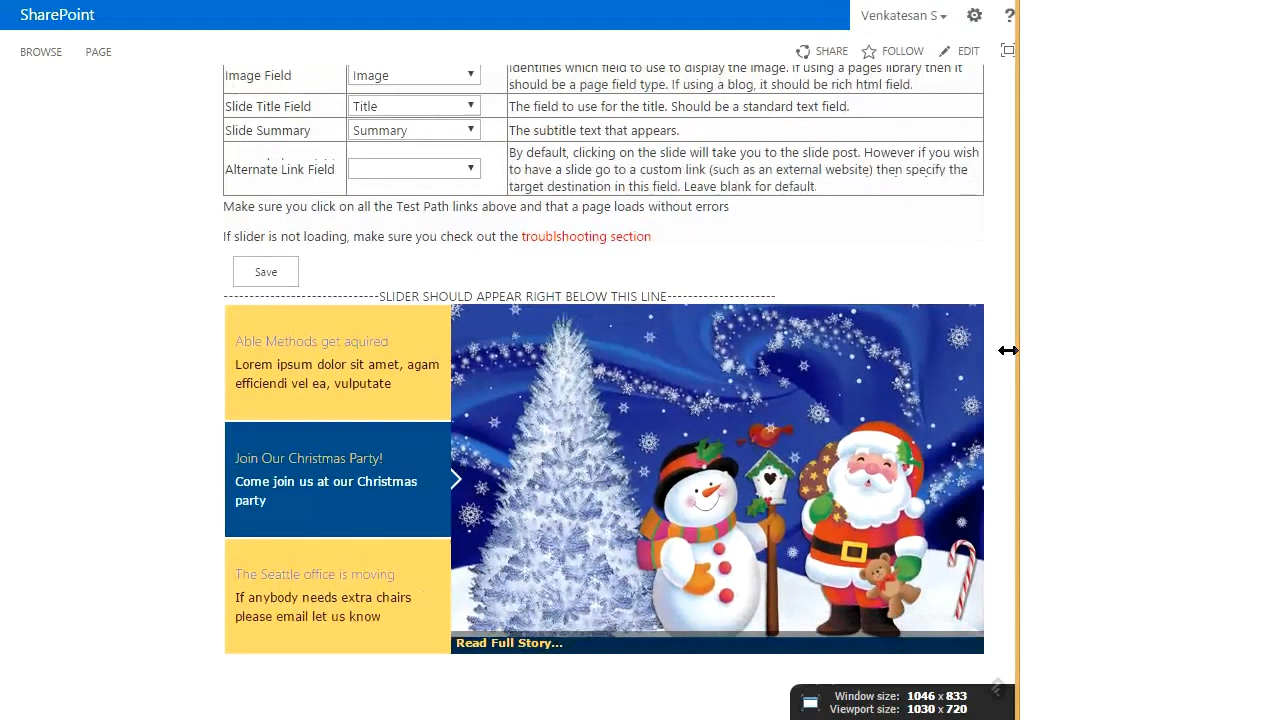 SharePoint
Venkatesan S
?
BROWSE
PAGE
SHARE
FOLLOW
EDIT
Image Field
Image
Identifies which field to use to display the image. If using a pages library then it
should be a page field type. If using a blog, it should be rich html field.
Slide Title Field
Title
The field to use for the title. Should be a standard text field.
Slide Summary
Summary
The subtitle text that appears.
Alternate Link Field
By default, clicking on the slide will take you to the slide post. However if you wish
to have a slide go to a custom link (such as an external website) then specify the
target destination in this field. Leave blank for default.
Make sure you click on all the Test Path links above and that a page loads without errors
If slider is not loading, make sure you check out the troublshooting section
Save
--------------------------SLIDER SHOULD APPEAR RIGHT BELOW THIS LINE------------------
Able Methods get aquired
Lorem ipsum dolor sit amet, agam
efficiendi vel ea, vulputate
Join Our Christmas Party!
Come join us at our Christmas
party
The Seattle office is moving
If anybody needs extra chairs
please email let us know
Read Full Story...
Window size: 1046 x 833
Viewport size: 1030 x 720